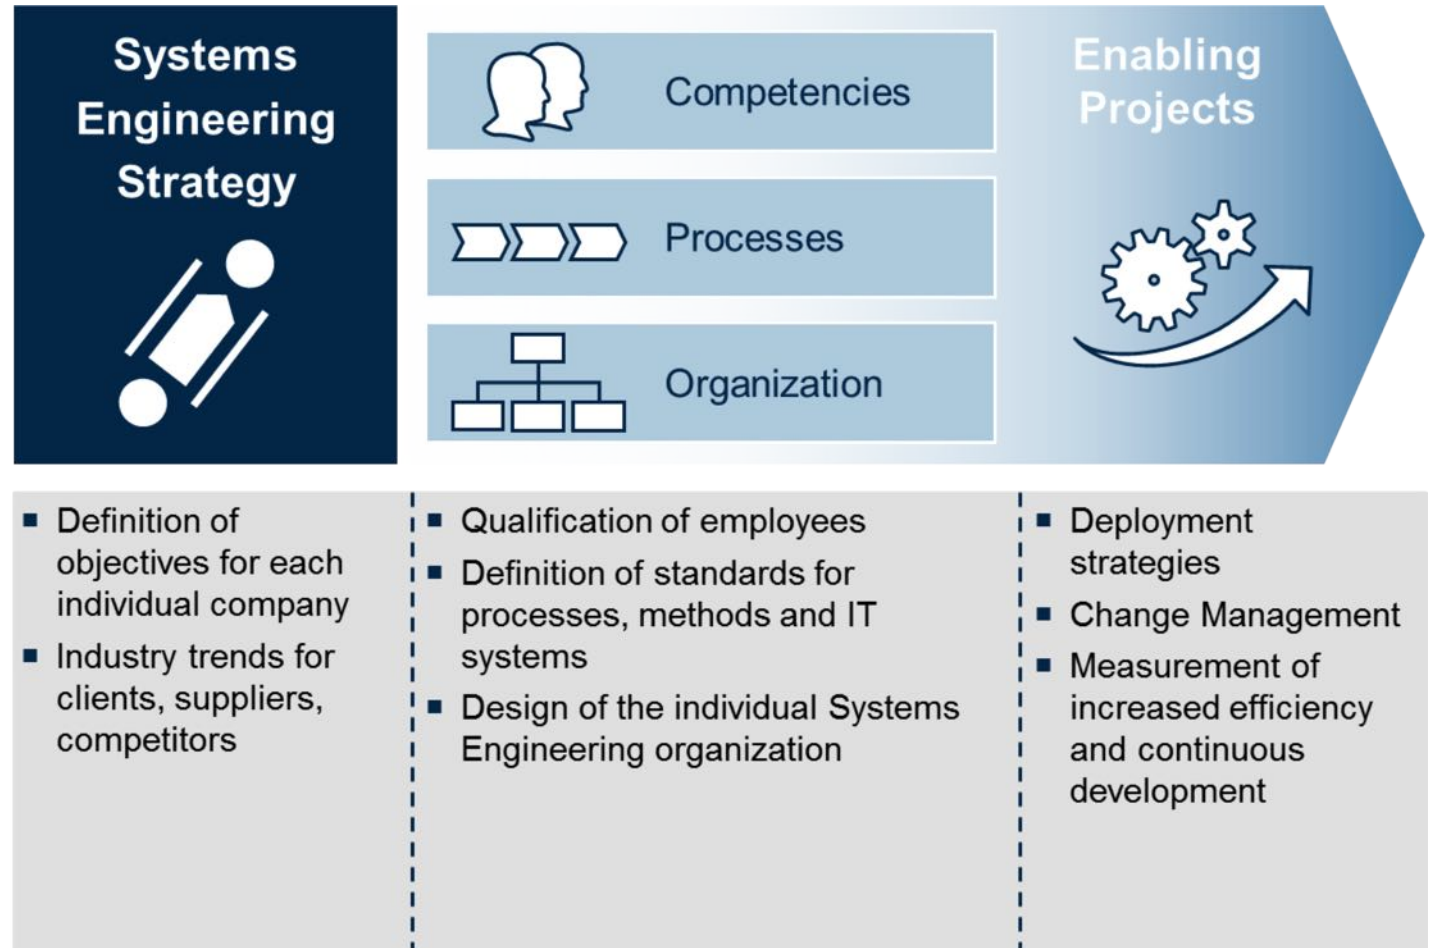 Systems
Engineering
Strategy
Competencies
Processes
Organization
Enabling
Projects
▪ Definition of
objectives for each
individual company
▪ Industry trends for
clients, suppliers,
competitors
▪ Qualification of employees
▪ Definition of standards for
processes, methods and IT
systems
▪ Design of the individual Systems
Engineering organization
▪ Deployment
strategies
▪ Change Management
▪ Measurement of
increased efficiency
and continuous
development